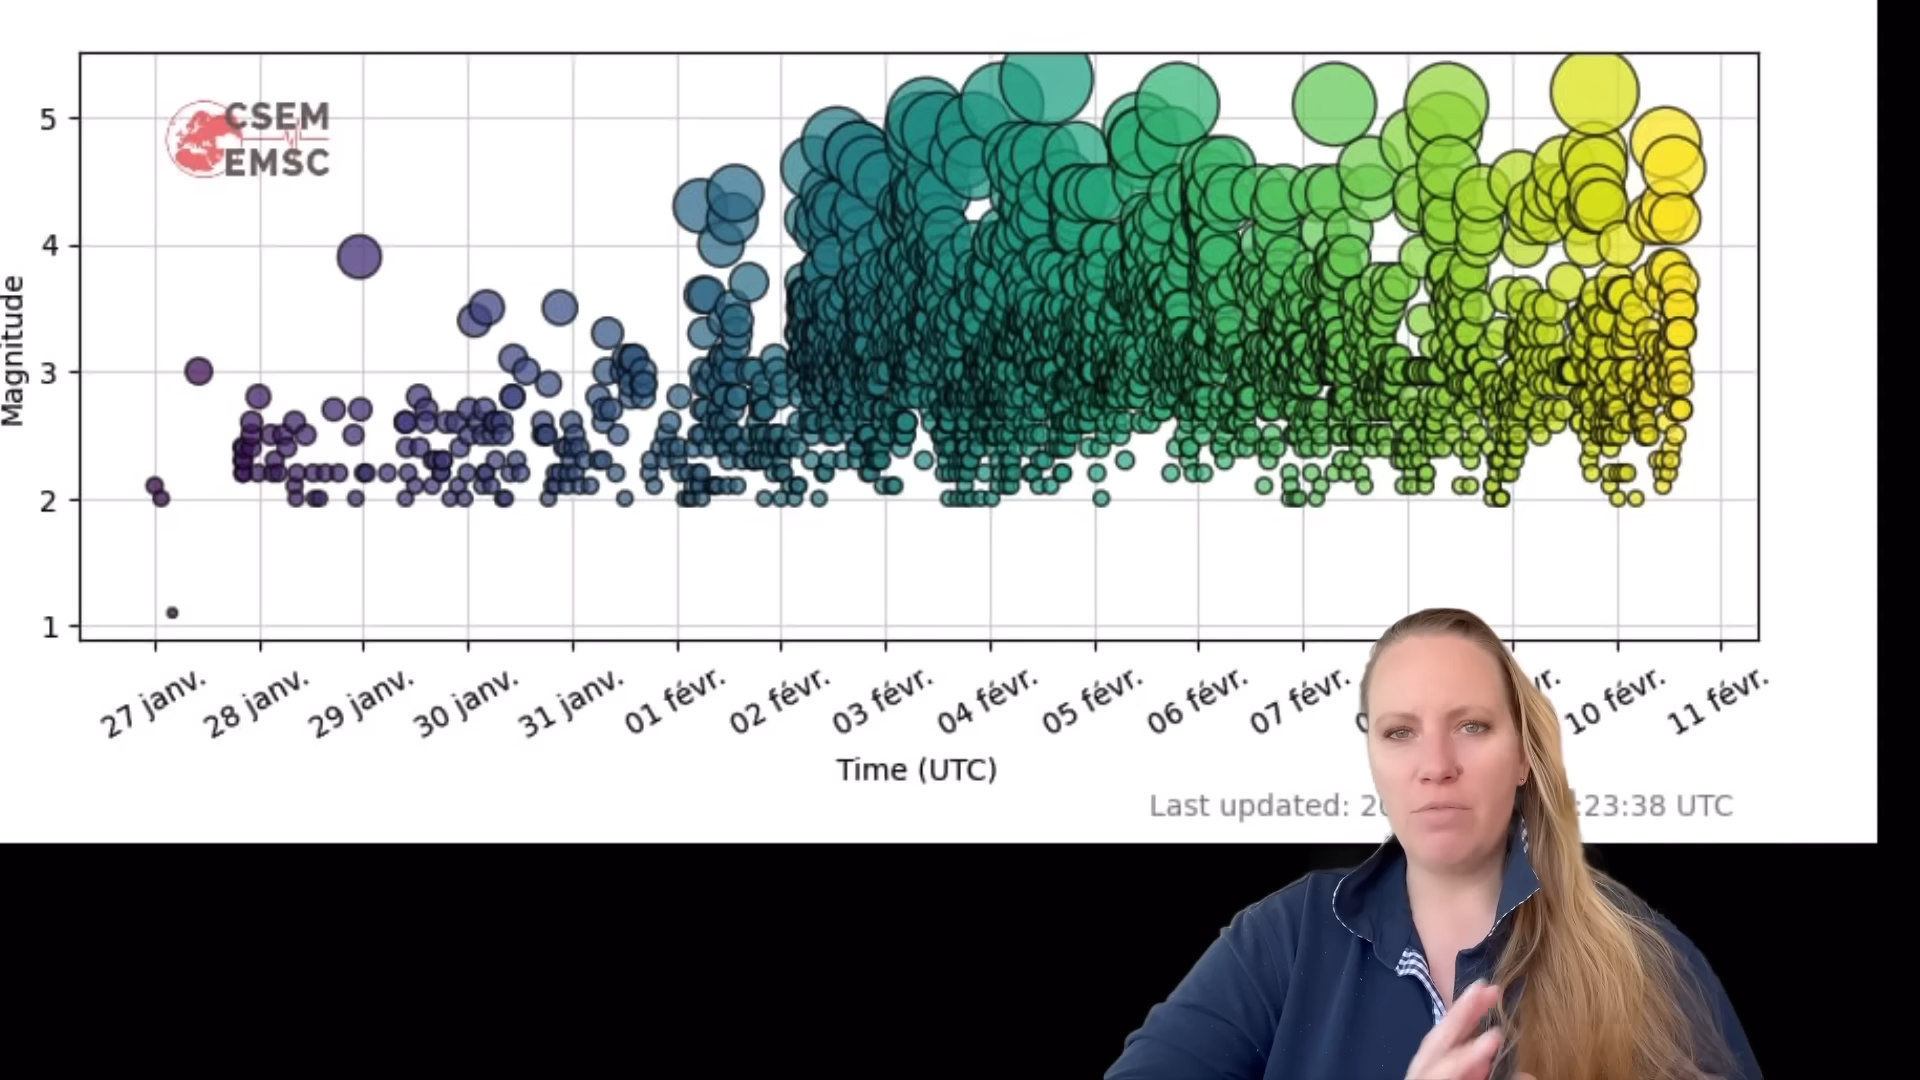 CSEM
EMSC
5
4
3
2
1
Magnitude
27 janv.
28 janv.
29 janv.
30 janv.
31 janv.
01 févr.
02 févr.
03 févr.
04 févr.
05 févr.
06 févr.
07 févr.
10 févr.
11 févr.
Time (UTC)
Last updated: :23:38 UTC